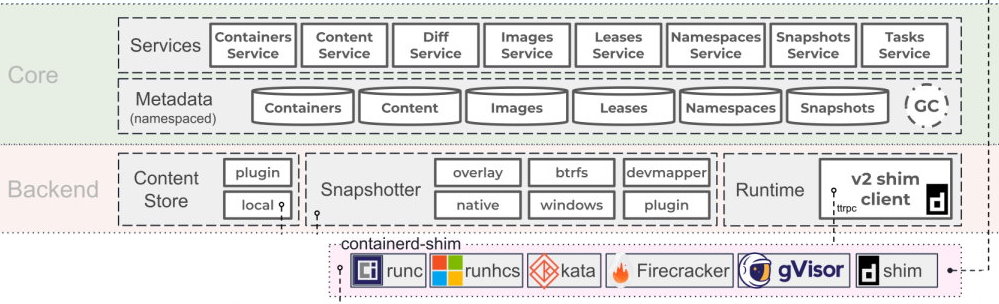 Core
Services
Containers Service
Content Service
Diff Service
Images Service
Leases Service
Namespaces Service
Snapshots Service
Tasks Service
Metadata
(namespaced)
Containers
Content
Images
Leases
Namespaces
Snapshots
GC
Backend
Content Store
plugin
local
Snapshotter
overlay
btrfs
devmapper
native
windows
plugin
Runtime
v2 shim client
ttrpc
d
containerd-shim
Ci
runc
runhcs
kata
Firecracker
gVisor
d
shim